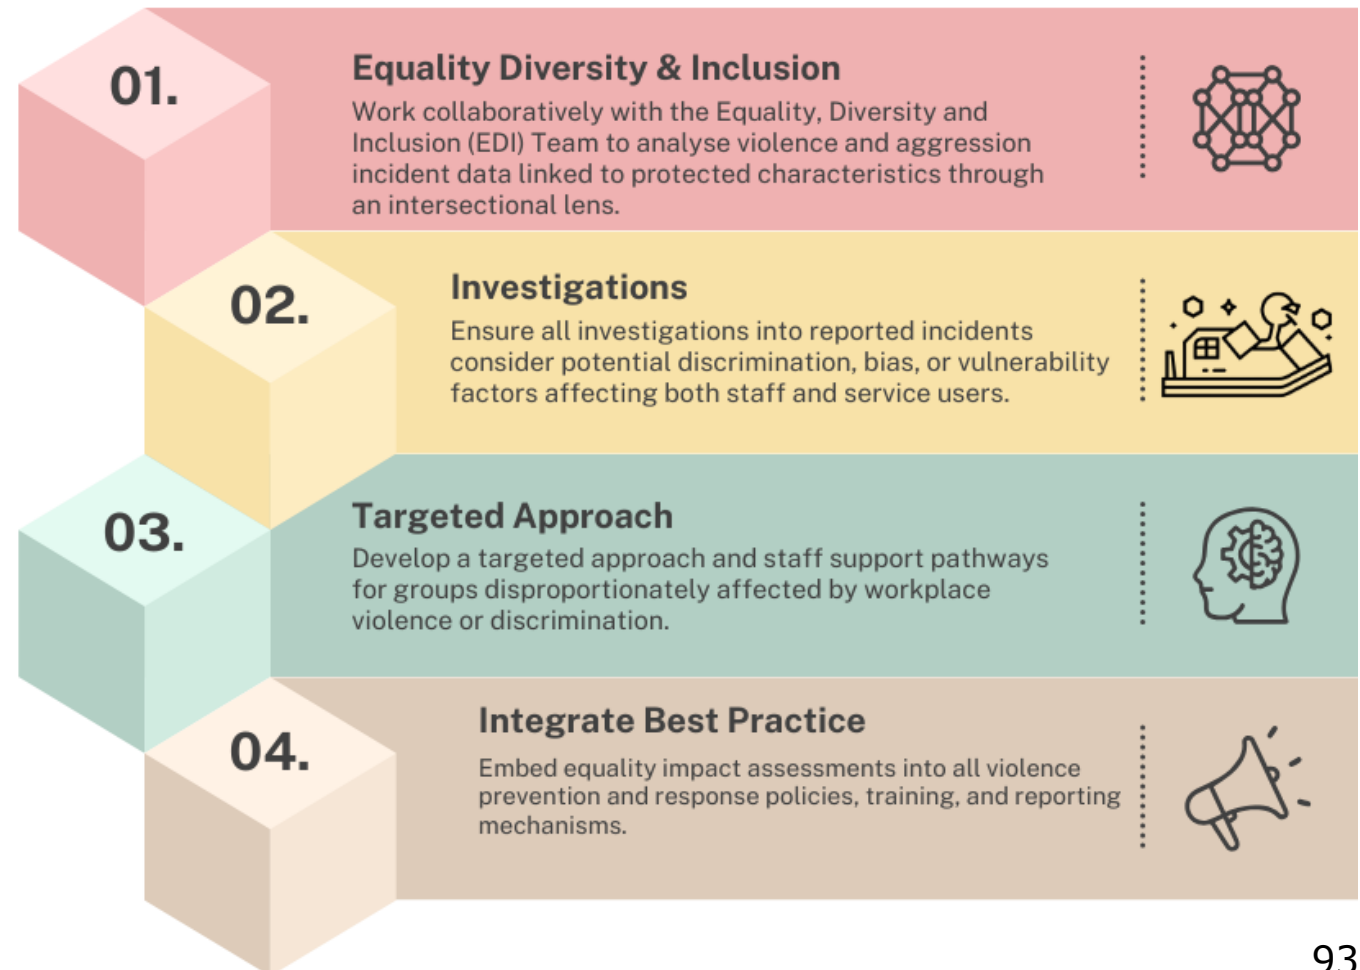 01.
Equality Diversity & Inclusion
Work collaboratively with the Equality, Diversity and
Inclusion (EDI) Team to analyse violence and aggression
incident data linked to protected characteristics through
an intersectional lens.
02.
Investigations
Ensure all investigations into reported incidents
consider potential discrimination, bias, or vulnerability
factors affecting both staff and service users.
03.
Targeted Approach
Develop a targeted approach and staff support pathways
for groups disproportionately affected by workplace
violence or discrimination.
04.
Integrate Best Practice
Embed equality impact assessments into all violence
prevention and response policies, training, and reporting
mechanisms.
93